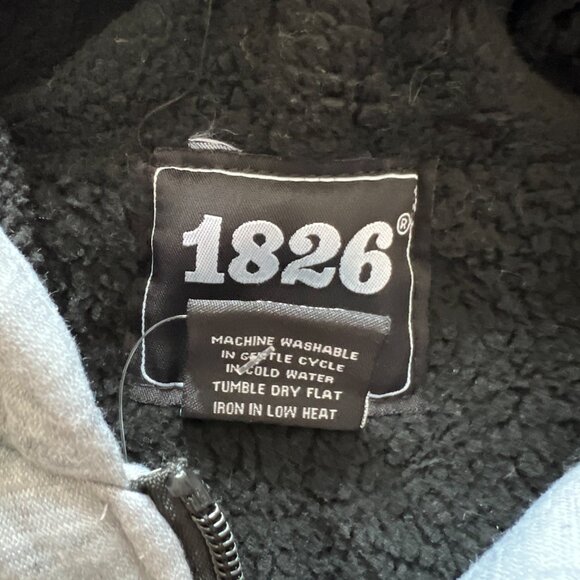 1826®
MACHINE WASHABLE
IN GENTLE CYCLE
IN COLD WATER
TUMBLE DRY FLAT
IRON IN LOW HEAT